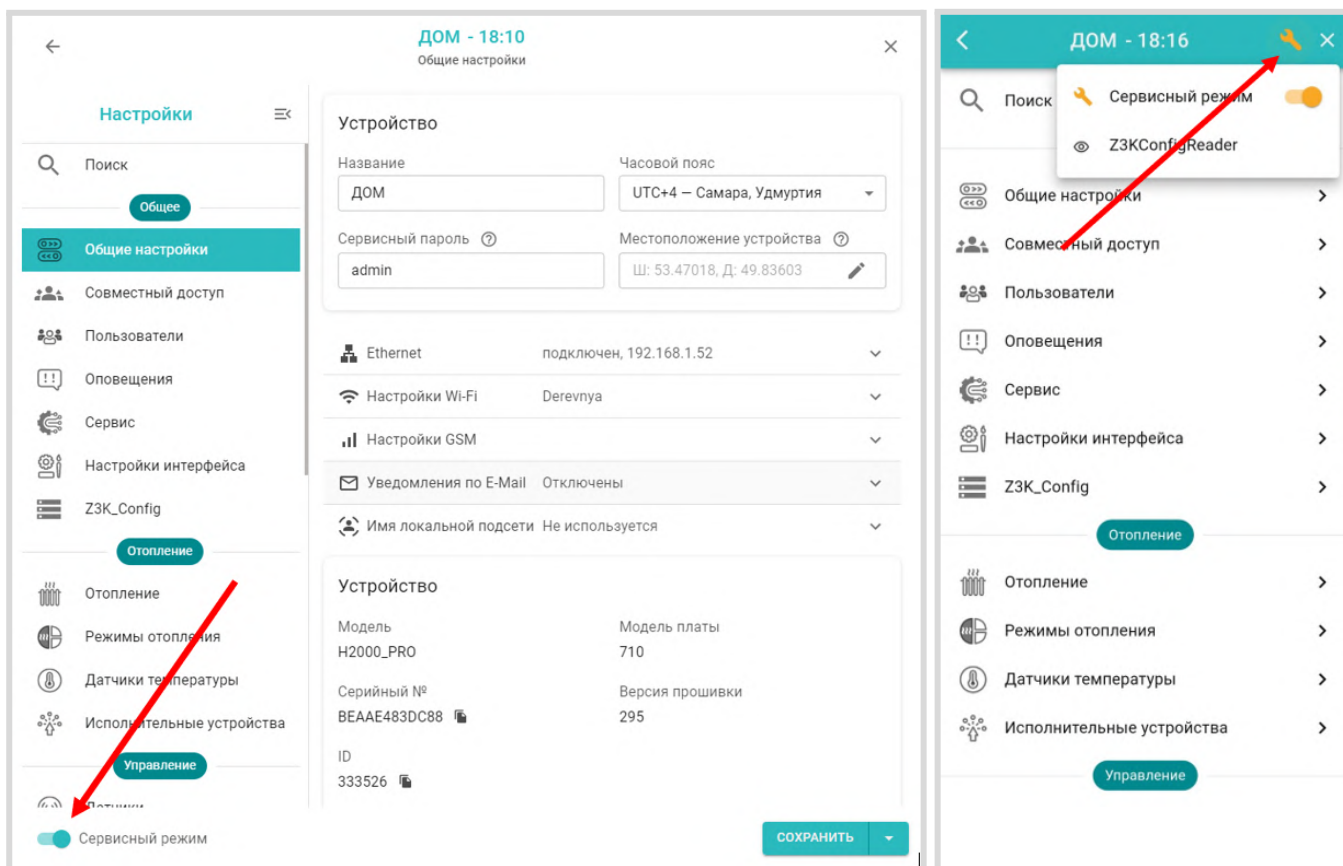 ДОМ - 18:10
Общие настройки
Настройки
Поиск
Общее
Общие настройки
Совместный доступ
Пользователи
Оповещения
Сервис
Настройки интерфейса
Z3K_Config
Отопление
Отопление
Режимы отопления
Датчики температуры
Исполнительные устройства
Управление
Датчики
Сервисный режим
Устройство
Название
ДОМ
Часовой пояс
UTC+4 — Самара, Удмуртия
Сервисный пароль
admin
Местоположение устройства
Ш: 53.47018, Д: 49.83603
Ethernet подключен, 192.168.1.52
Настройки Wi-Fi Derevnya
Настройки GSM
Уведомления по E-Mail Отключены
Имя локальной подсети Не используется
Устройство
Модель
H2000_PRO
Модель платы
710
Серийный №
BEAAE483DC88
Версия прошивки
295
ID
333526
СОХРАНИТЬ
ДОМ - 18:16
Поиск
Сервисный режим
Z3KConfigReader
Общие настройки
Совместный доступ
Пользователи
Оповещения
Сервис
Настройки интерфейса
Z3K_Config
Отопление
Отопление
Режимы отопления
Датчики температуры
Исполнительные устройства
Управление